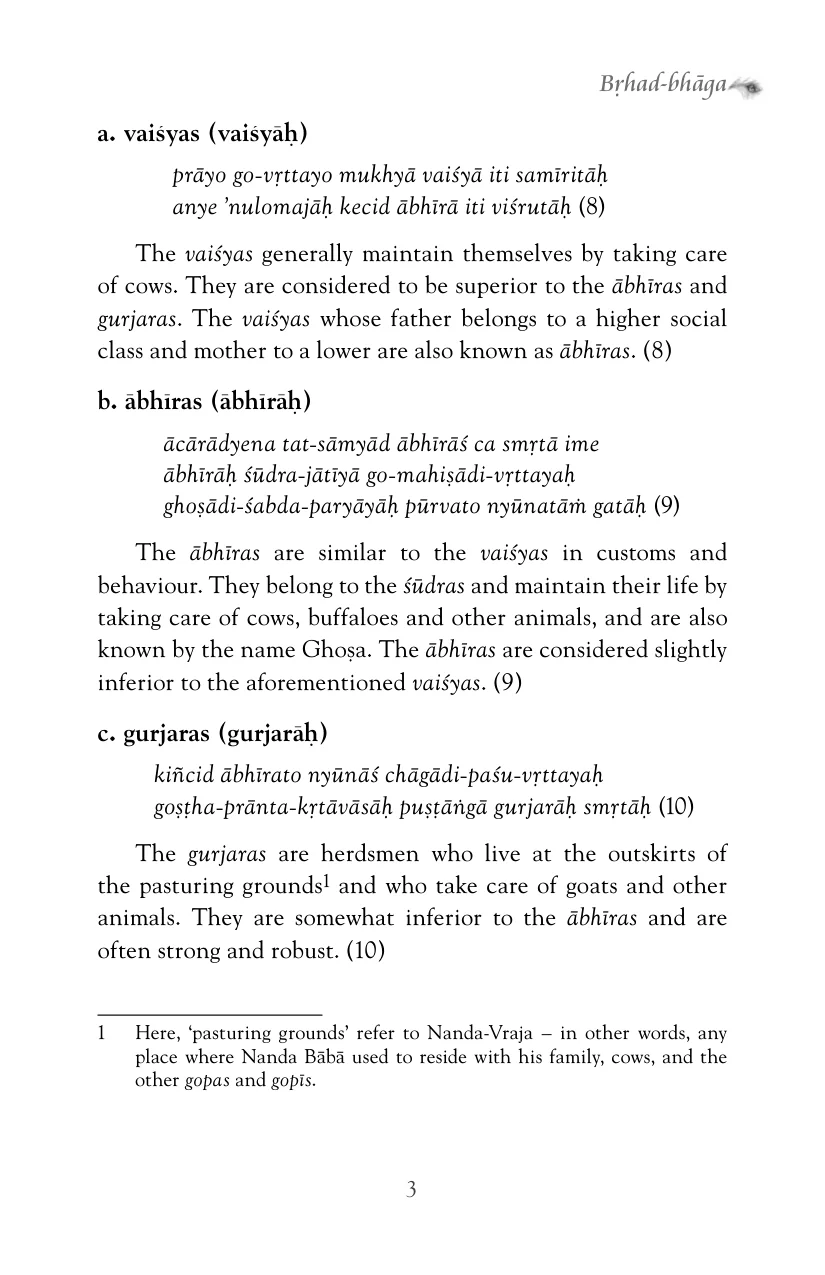 Bṛhad-bhāga
a. vaiśyas (vaiśyāḥ)
prāyo go-vṛttayo mukhyā vaiśyā iti samīritāḥ
anye ’nulomajāḥ kecid ābhīrā iti viśrutāḥ (8)
The vaiśyas generally maintain themselves by taking care
of cows. They are considered to be superior to the ābhīras and
gurjaras. The vaiśyas whose father belongs to a higher social
class and mother to a lower are also known as ābhīras. (8)
b. ābhīras (ābhīrāḥ)
ācārādyena tat-sāmyād ābhīrāś ca smṛtā ime
ābhīrāḥ śūdra-jātīyā go-mahiṣādi-vṛttayaḥ
ghoṣādi-śabda-paryāyāḥ pūrvato nyūnatāṁ gatāḥ (9)
The ābhīras are similar to the vaiśyas in customs and
behaviour. They belong to the śūdras and maintain their life by
taking care of cows, buffaloes and other animals, and are also
known by the name Ghoṣa. The ābhīras are considered slightly
inferior to the aforementioned vaiśyas. (9)
c. gurjaras (gurjarāḥ)
kiñcid ābhīrato nyūnāś chāgādi-paśu-vṛttayaḥ
goṣṭha-prānta-kṛtāvāsāḥ puṣṭāṅgā gurjarāḥ smṛtāḥ (10)
The gurjaras are herdsmen who live at the outskirts of
the pasturing grounds1 and who take care of goats and other
animals. They are somewhat inferior to the ābhīras and are
often strong and robust. (10)
1 Here, ‘pasturing grounds’ refer to Nanda-Vraja – in other words, any
place where Nanda Bābā used to reside with his family, cows, and the
other gopas and gopīs.
3